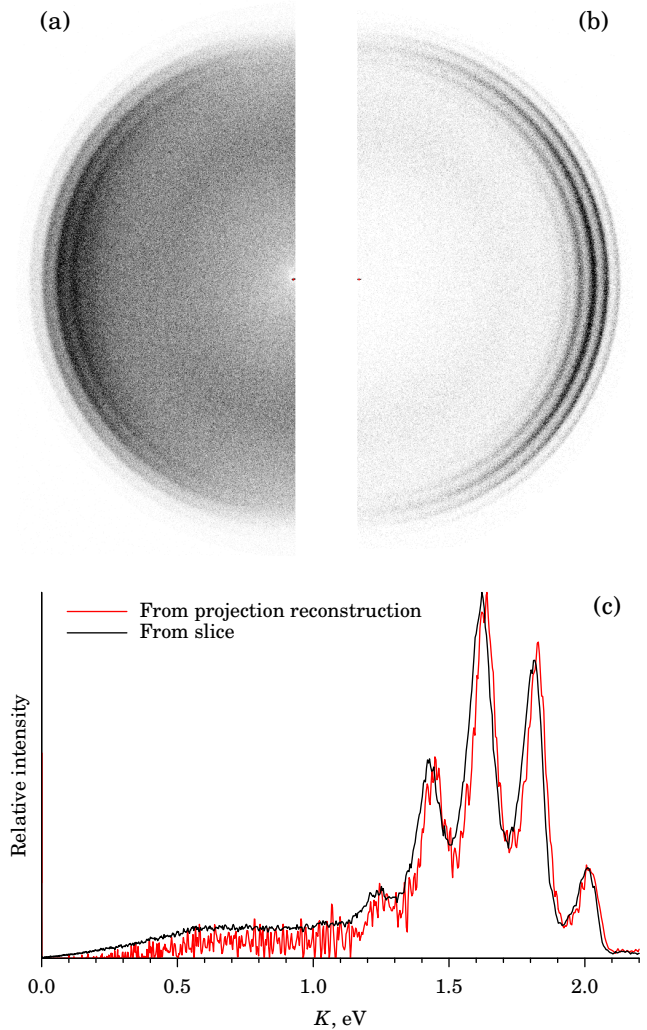 (a)
(b)
(c)
From projection reconstruction
From slice
Relative intensity
0.0 0.5 1.0 1.5 2.0
K, eV